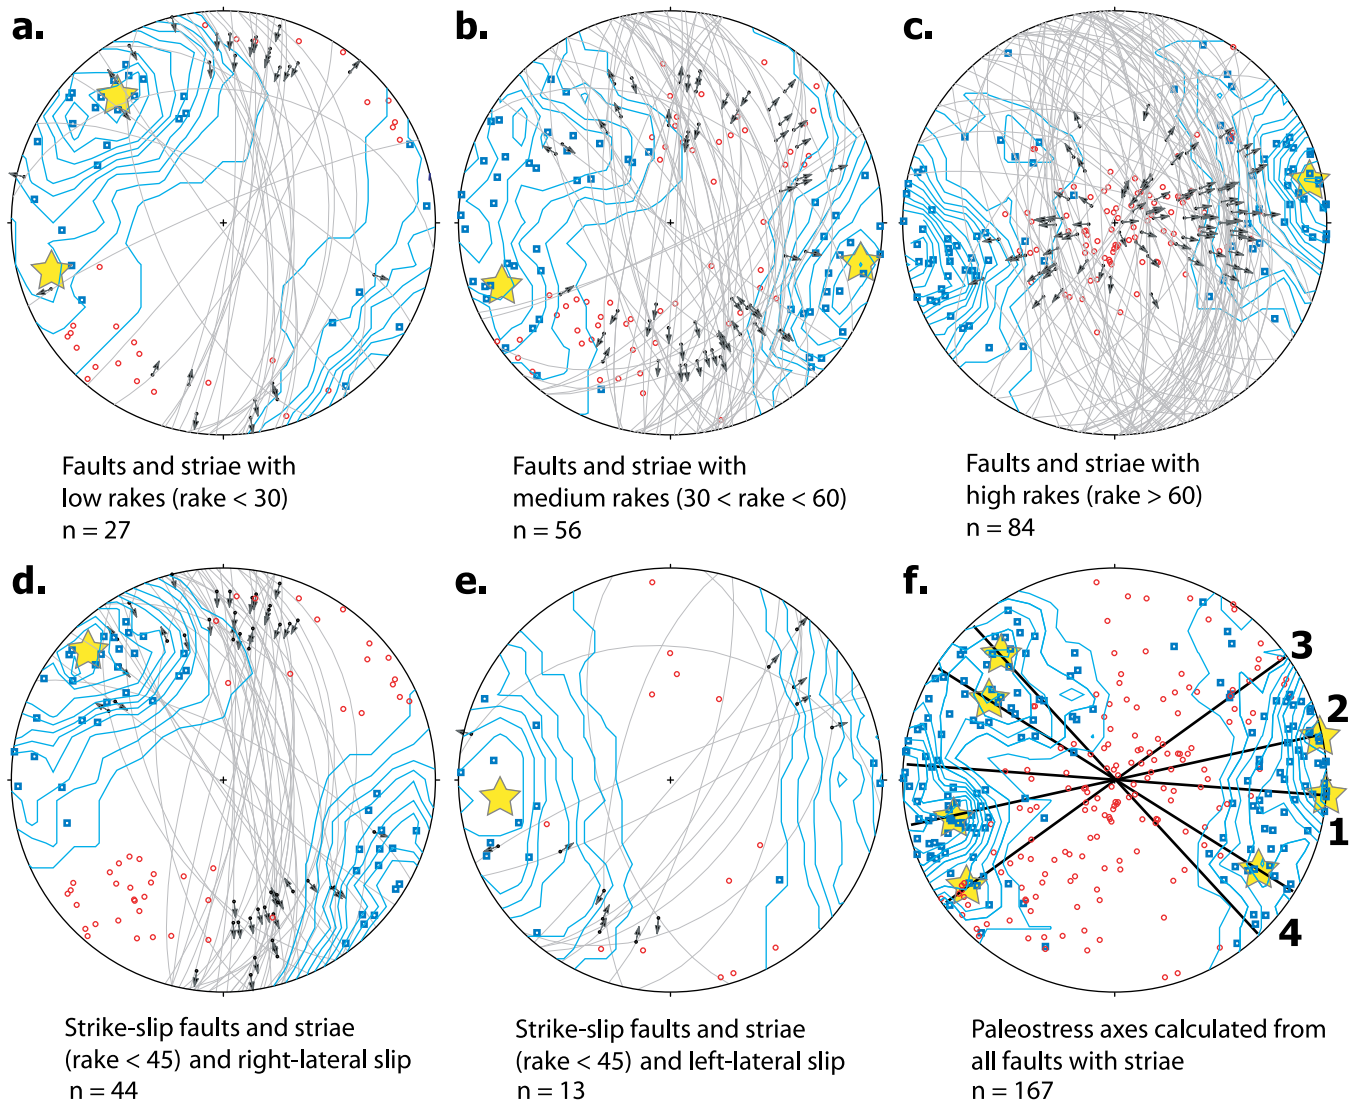 a.
b.
c.
Faults and striae with
low rakes (rake < 30)
n = 27
Faults and striae with
medium rakes (30 < rake < 60)
n = 56
Faults and striae with
high rakes (rake > 60)
n = 84
d.
e.
f.
3
2
1
4
Strike-slip faults and striae
(rake < 45) and right-lateral slip
n = 44
Strike-slip faults and striae
(rake < 45) and left-lateral slip
n = 13
Paleostress axes calculated from
all faults with striae
n = 167